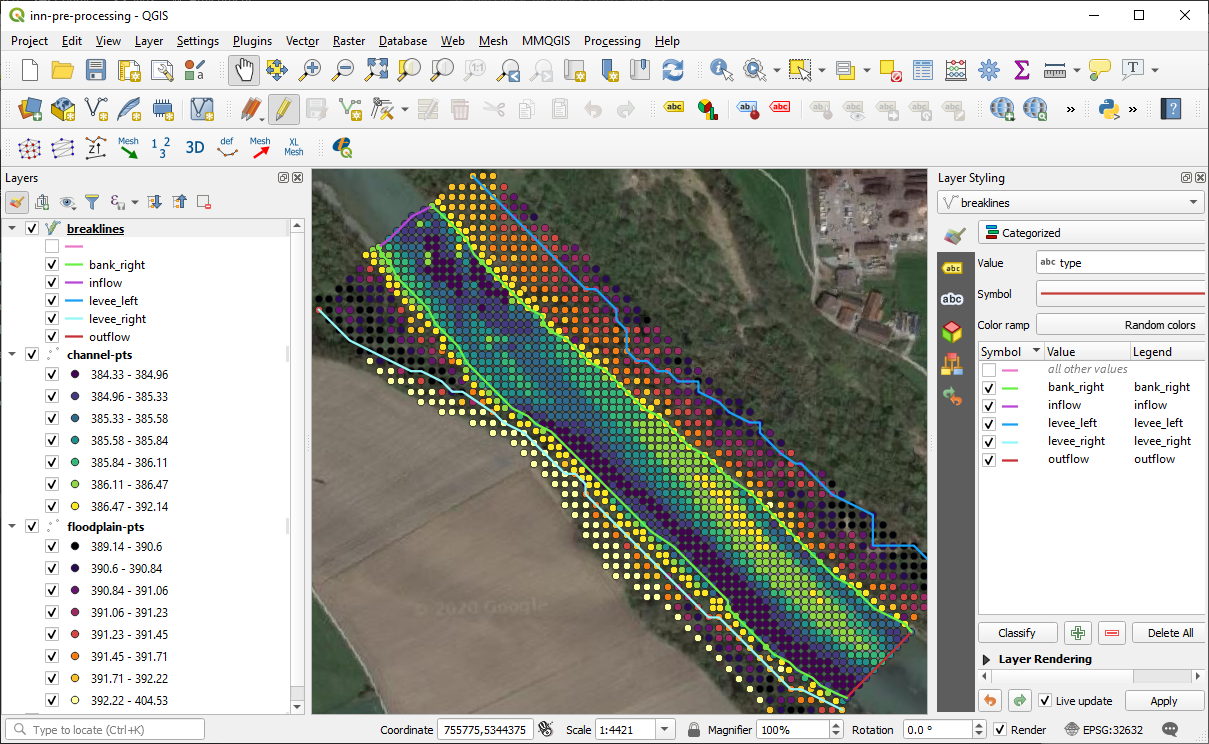 inn-pre-processing - QGIS
Project Edit View Layer Settings Plugins Vector Raster Database Web Mesh MMQGIS Processing Help
1:1
T
abc ab abc
Mesh 1 2 3 3D def Mesh XL Mesh
Layers
breaklines
bank_right
inflow
levee_left
levee_right
outflow
channel-pts
384.33 - 384.96
384.96 - 385.33
385.33 - 385.58
385.58 - 385.84
385.84 - 386.11
386.11 - 386.47
386.47 - 392.14
floodplain-pts
389.14 - 390.6
390.6 - 390.84
390.84 - 391.06
391.06 - 391.23
391.23 - 391.45
391.45 - 391.71
391.71 - 392.22
392.22 - 404.53
© 2020 Google
Layer Styling
breaklines
Categorized
abc
abc
Value abc type
Symbol
Color ramp Random colors
Symbol Value Legend
all other values
bank_right bank_right
inflow inflow
levee_left levee_left
levee_right levee_right
outflow outflow
Classify Delete All
Layer Rendering
Live update Apply
Type to locate (Ctrl+K) Coordinate 755775,5344375 Scale 1:4421 Magnifier 100% Rotation 0.0 ° Render EPSG:32632